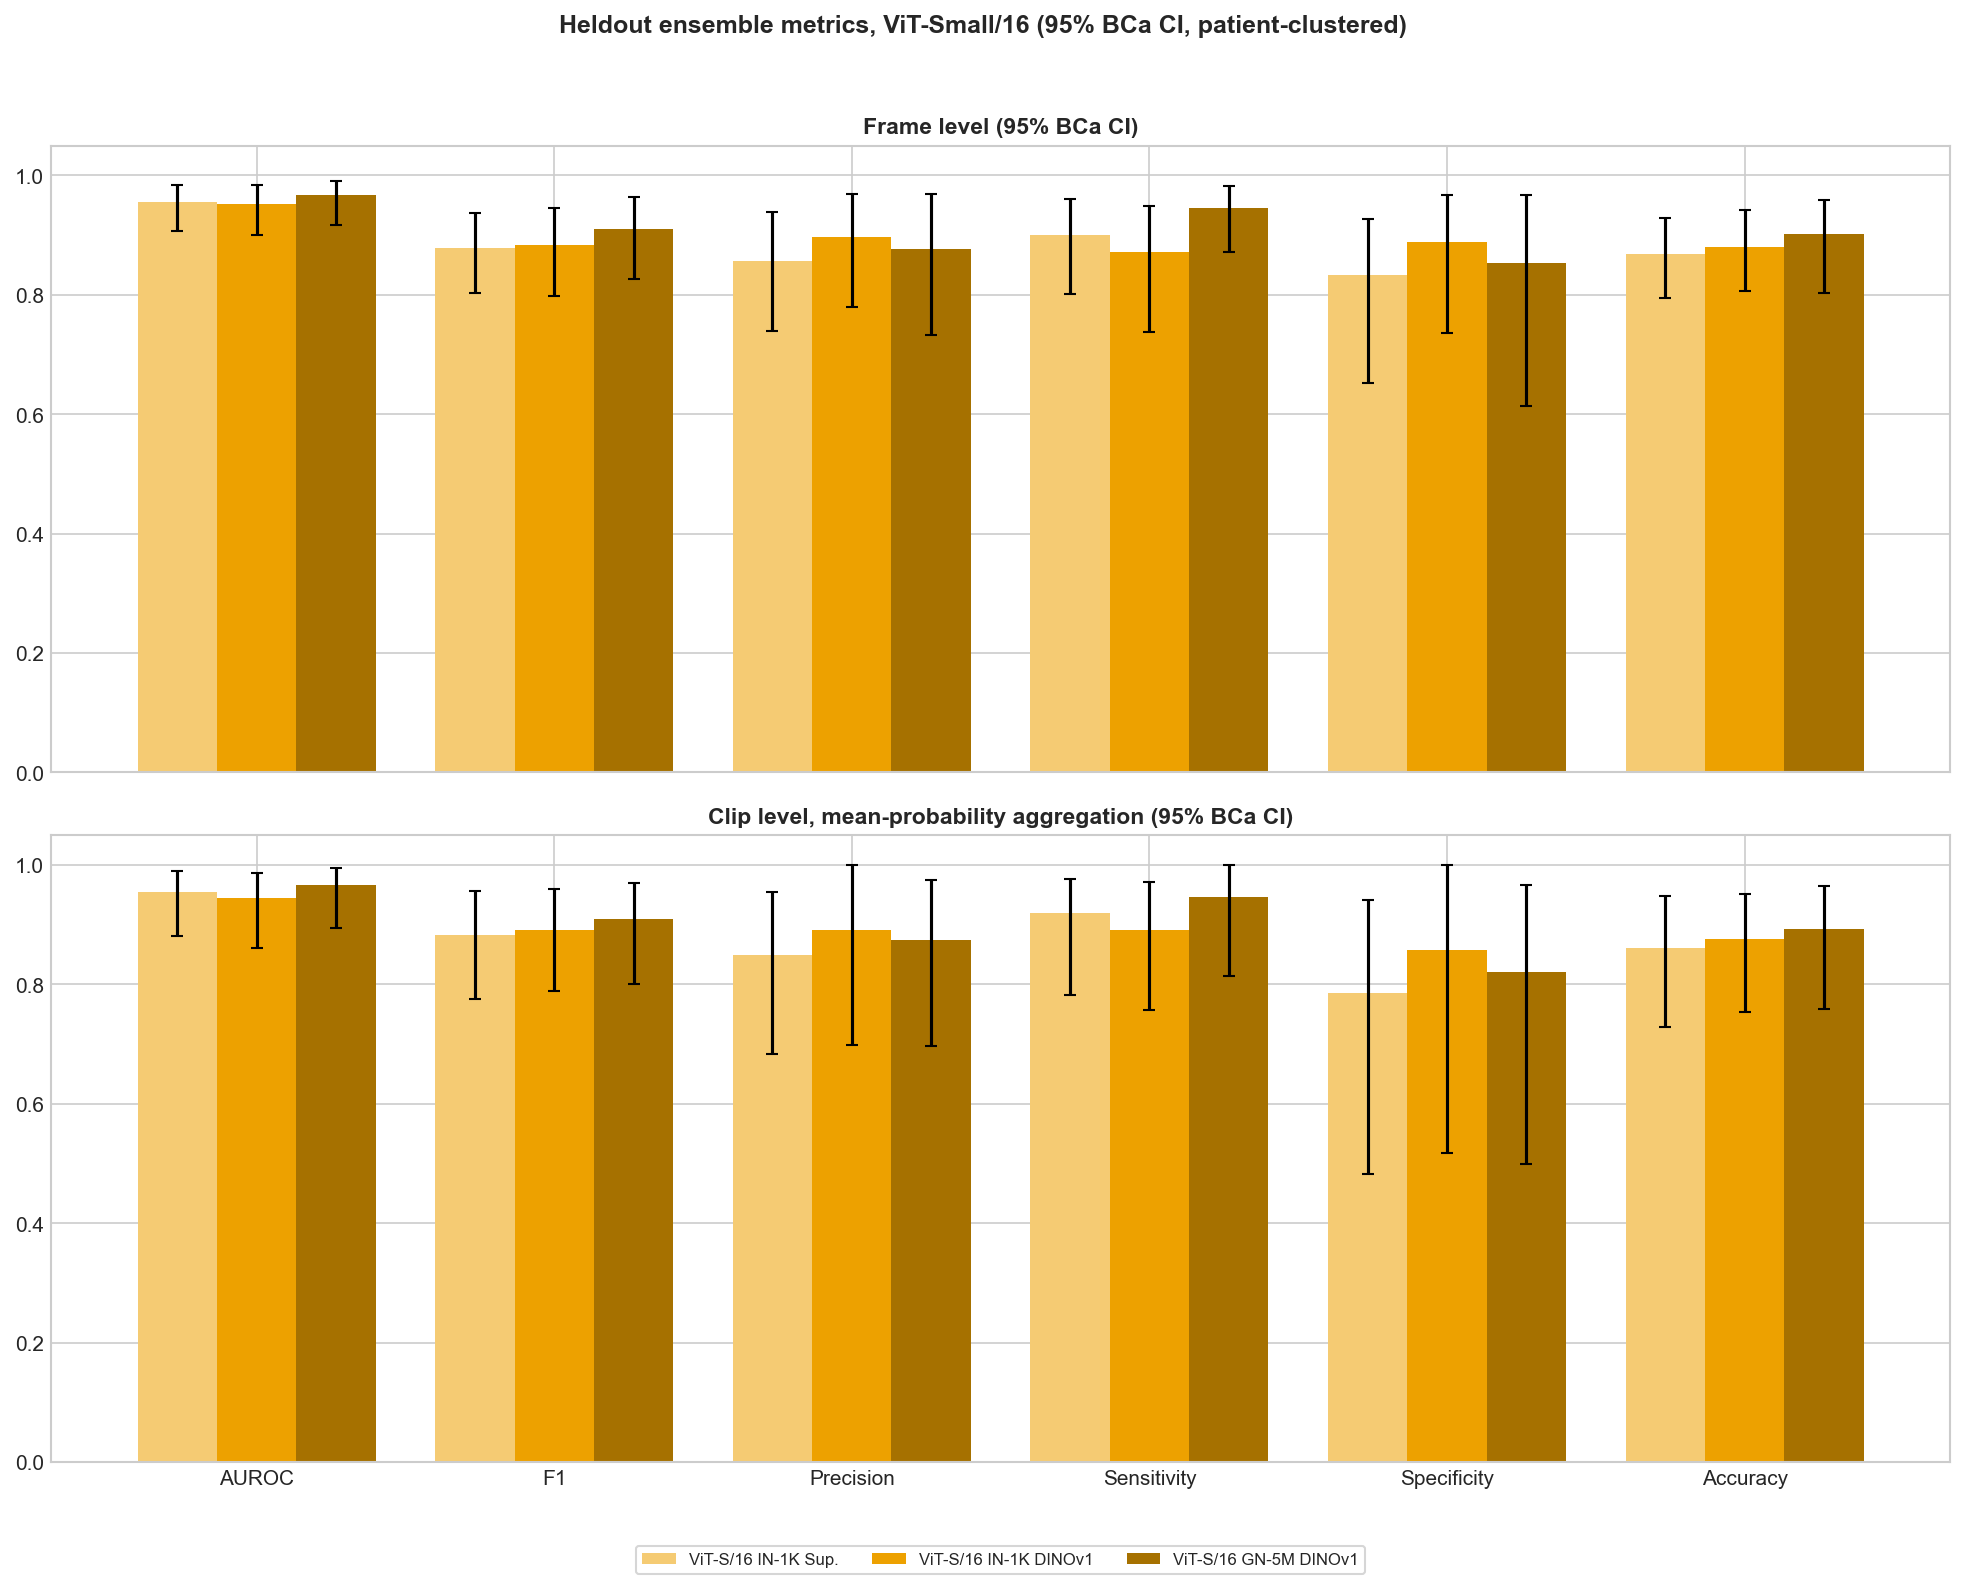 Heldout ensemble metrics, ViT-Small/16 (95% BCa CI, patient-clustered)
Frame level (95% BCa CI)
1.0
0.8
0.6
0.4
0.2
0.0
Clip level, mean-probability aggregation (95% BCa CI)
1.0
0.8
0.6
0.4
0.2
0.0
AUROC F1 Precision Sensitivity Specificity Accuracy
ViT-S/16 IN-1K Sup. ViT-S/16 IN-1K DINOv1 ViT-S/16 GN-5M DINOv1